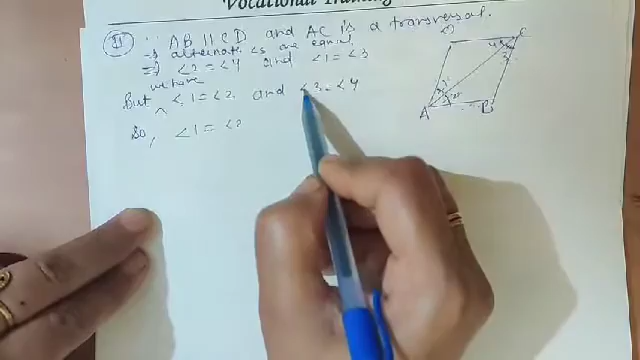 Vocational Training
(ii) ∵ AB || CD and AC is a transversal.
⇒ alternate ∠s are equal,
⇒ ∠2 = ∠4 and ∠1 = ∠3
where
But ∠1 = ∠2 and ∠3 = ∠4
So, ∠1 = ∠2
C
A
B